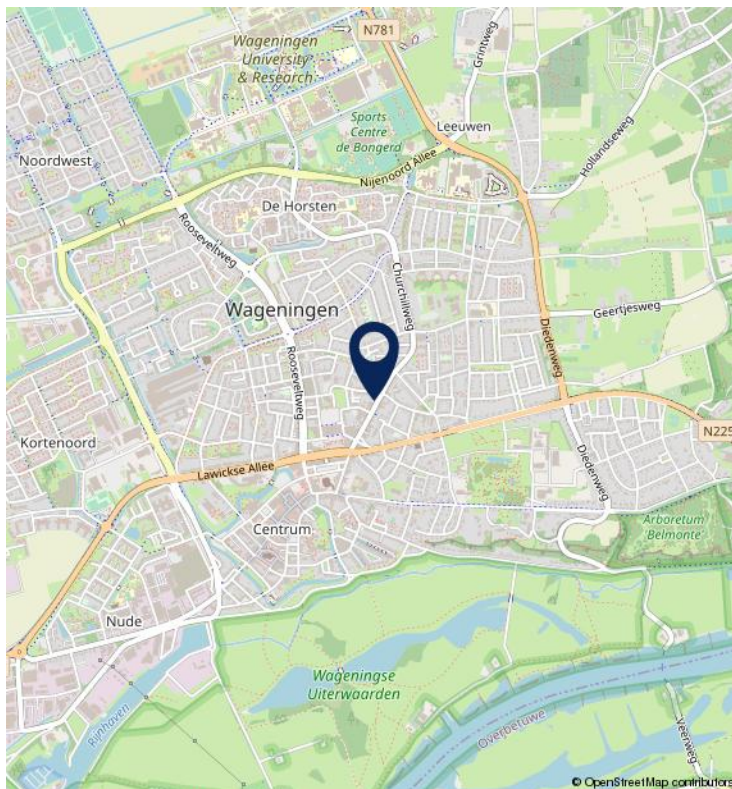 N781
Wageningen
University
& Research
Grintweg
Sports
Centre
de Bongerd
Leeuwen
Noordwest
Hollandseweg
Nijenoord Allee
De Horsten
Rooseveltweg
Churchillweg
Wageningen
Geertjesweg
Diedenweg
Rooseveltweg
Kortenoord
N225
Lawickse Allee
Diedenweg
Centrum
Arboretum
'Belmonte'
Nude
Wageningse
Uiterwaarden
Rijnhaven
Overbetuwe
Veerweg
© OpenStreetMap contributors